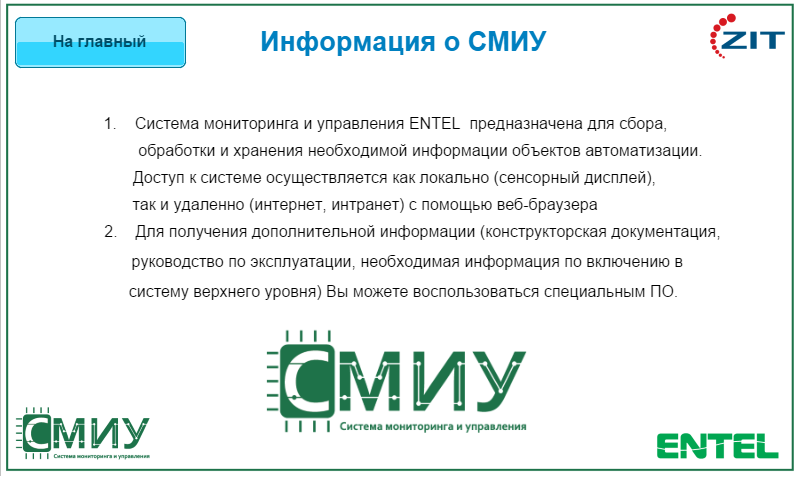 На главный
Информация о СМИУ
ZIT
1. Система мониторинга и управления ENTEL предназначена для сбора,
обработки и хранения необходимой информации объектов автоматизации.
Доступ к системе осуществляется как локально (сенсорный дисплей),
так и удаленно (интернет, интранет) с помощью веб-браузера
2. Для получения дополнительной информации (конструкторская документация,
руководство по эксплуатации, необходимая информация по включению в
систему верхнего уровня) Вы можете воспользоваться специальным ПО.
СМИУ
Система мониторинга и управления
СМИУ
Система мониторинга и управления
ENTEL